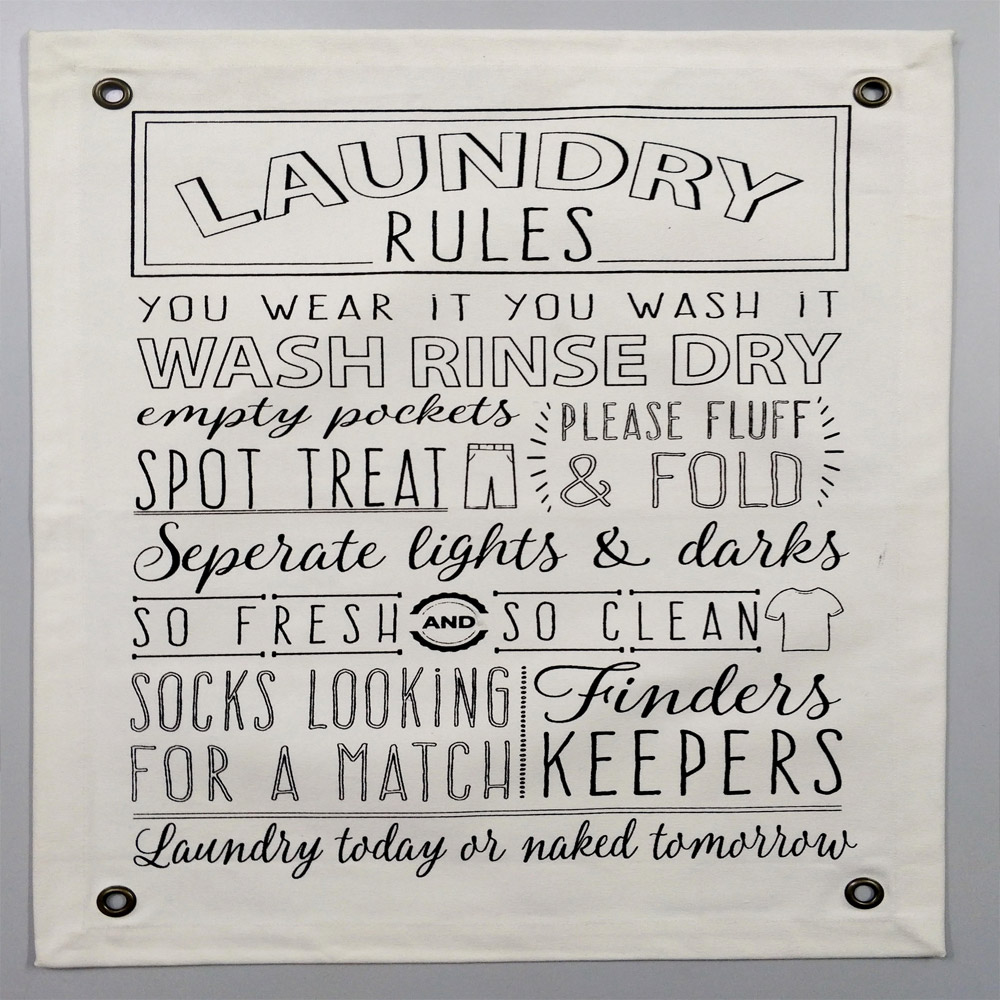 LAUNDRY
RULES
YOU WEAR iT YOU WASH iT
WASH RINSE DRY
empty pockets
SPOT TREAT
PLEASE FLUFF
& FOLD
Seperate lights & darks
SO FRESH AND SO CLEAN
SOCKS LOOKiNG
FOR A MATCH
Finders
KEEPERS
Laundry today or naked tomorrow